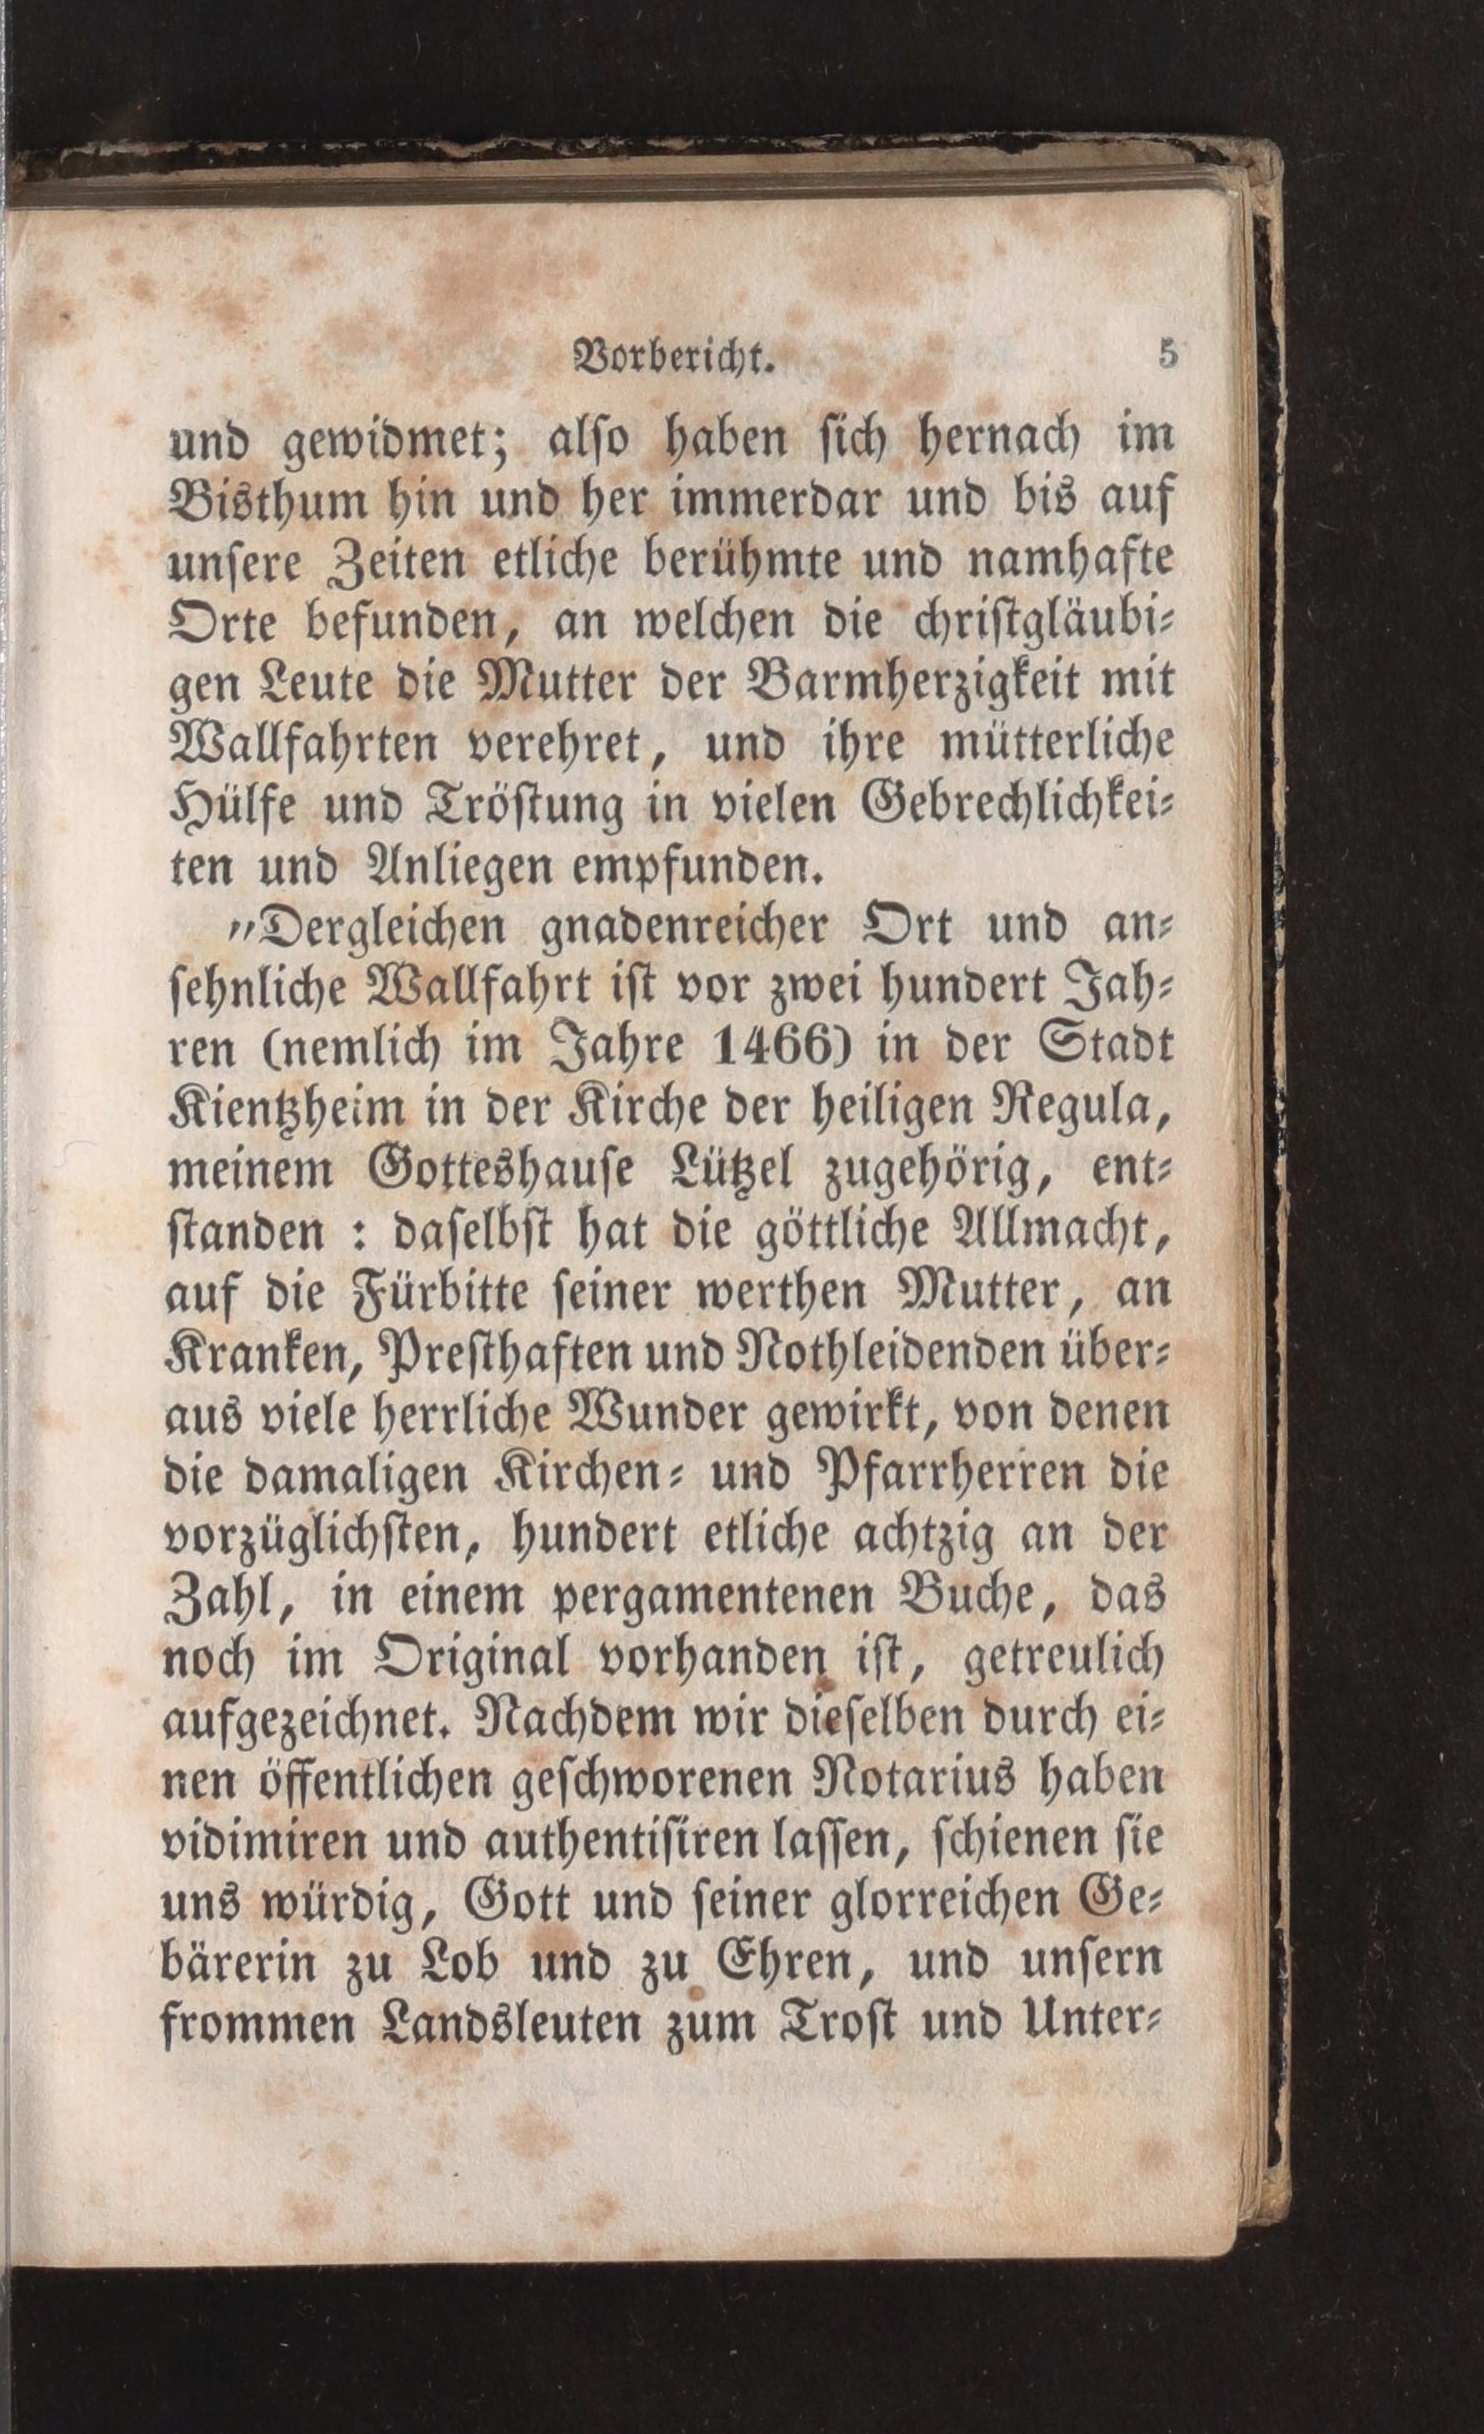 Vorbericht. 5
und gewidmet; also haben sich hernach im
Bisthum hin und her immerdar und bis auf
unsere Zeiten etliche berühmte und namhafte
Orte befunden, an welchen die christgläubi-
gen Leute die Mutter der Barmherzigkeit mit
Wallfahrten verehret, und ihre mütterliche
Hülfe und Tröstung in vielen Gebrechlichkei-
ten und Anliegen empfunden.
"Dergleichen gnadenreicher Ort und an-
sehnliche Wallfahrt ist vor zwei hundert Jah-
ren (nemlich im Jahre 1466) in der Stadt
Kientzheim in der Kirche der heiligen Regula,
meinem Gotteshause Lützel zugehörig, ent-
standen : daselbst hat die göttliche Allmacht,
auf die Fürbitte seiner werthen Mutter, an
Kranken, Presthaften und Nothleidenden über-
aus viele herrliche Wunder gewirkt, von denen
die damaligen Kirchen- und Pfarrherren die
vorzüglichsten, hundert etliche achtzig an der
Zahl, in einem pergamentenen Buche, das
noch im Original vorhanden ist, getreulich
aufgezeichnet. Nachdem wir dieselben durch ei-
nen öffentlichen geschworenen Notarius haben
vidimiren und authentisiren lassen, schienen sie
uns würdig, Gott und seiner glorreichen Ge-
bärerin zu Lob und zu Ehren, und unsern
frommen Landsleuten zum Trost und Unter-